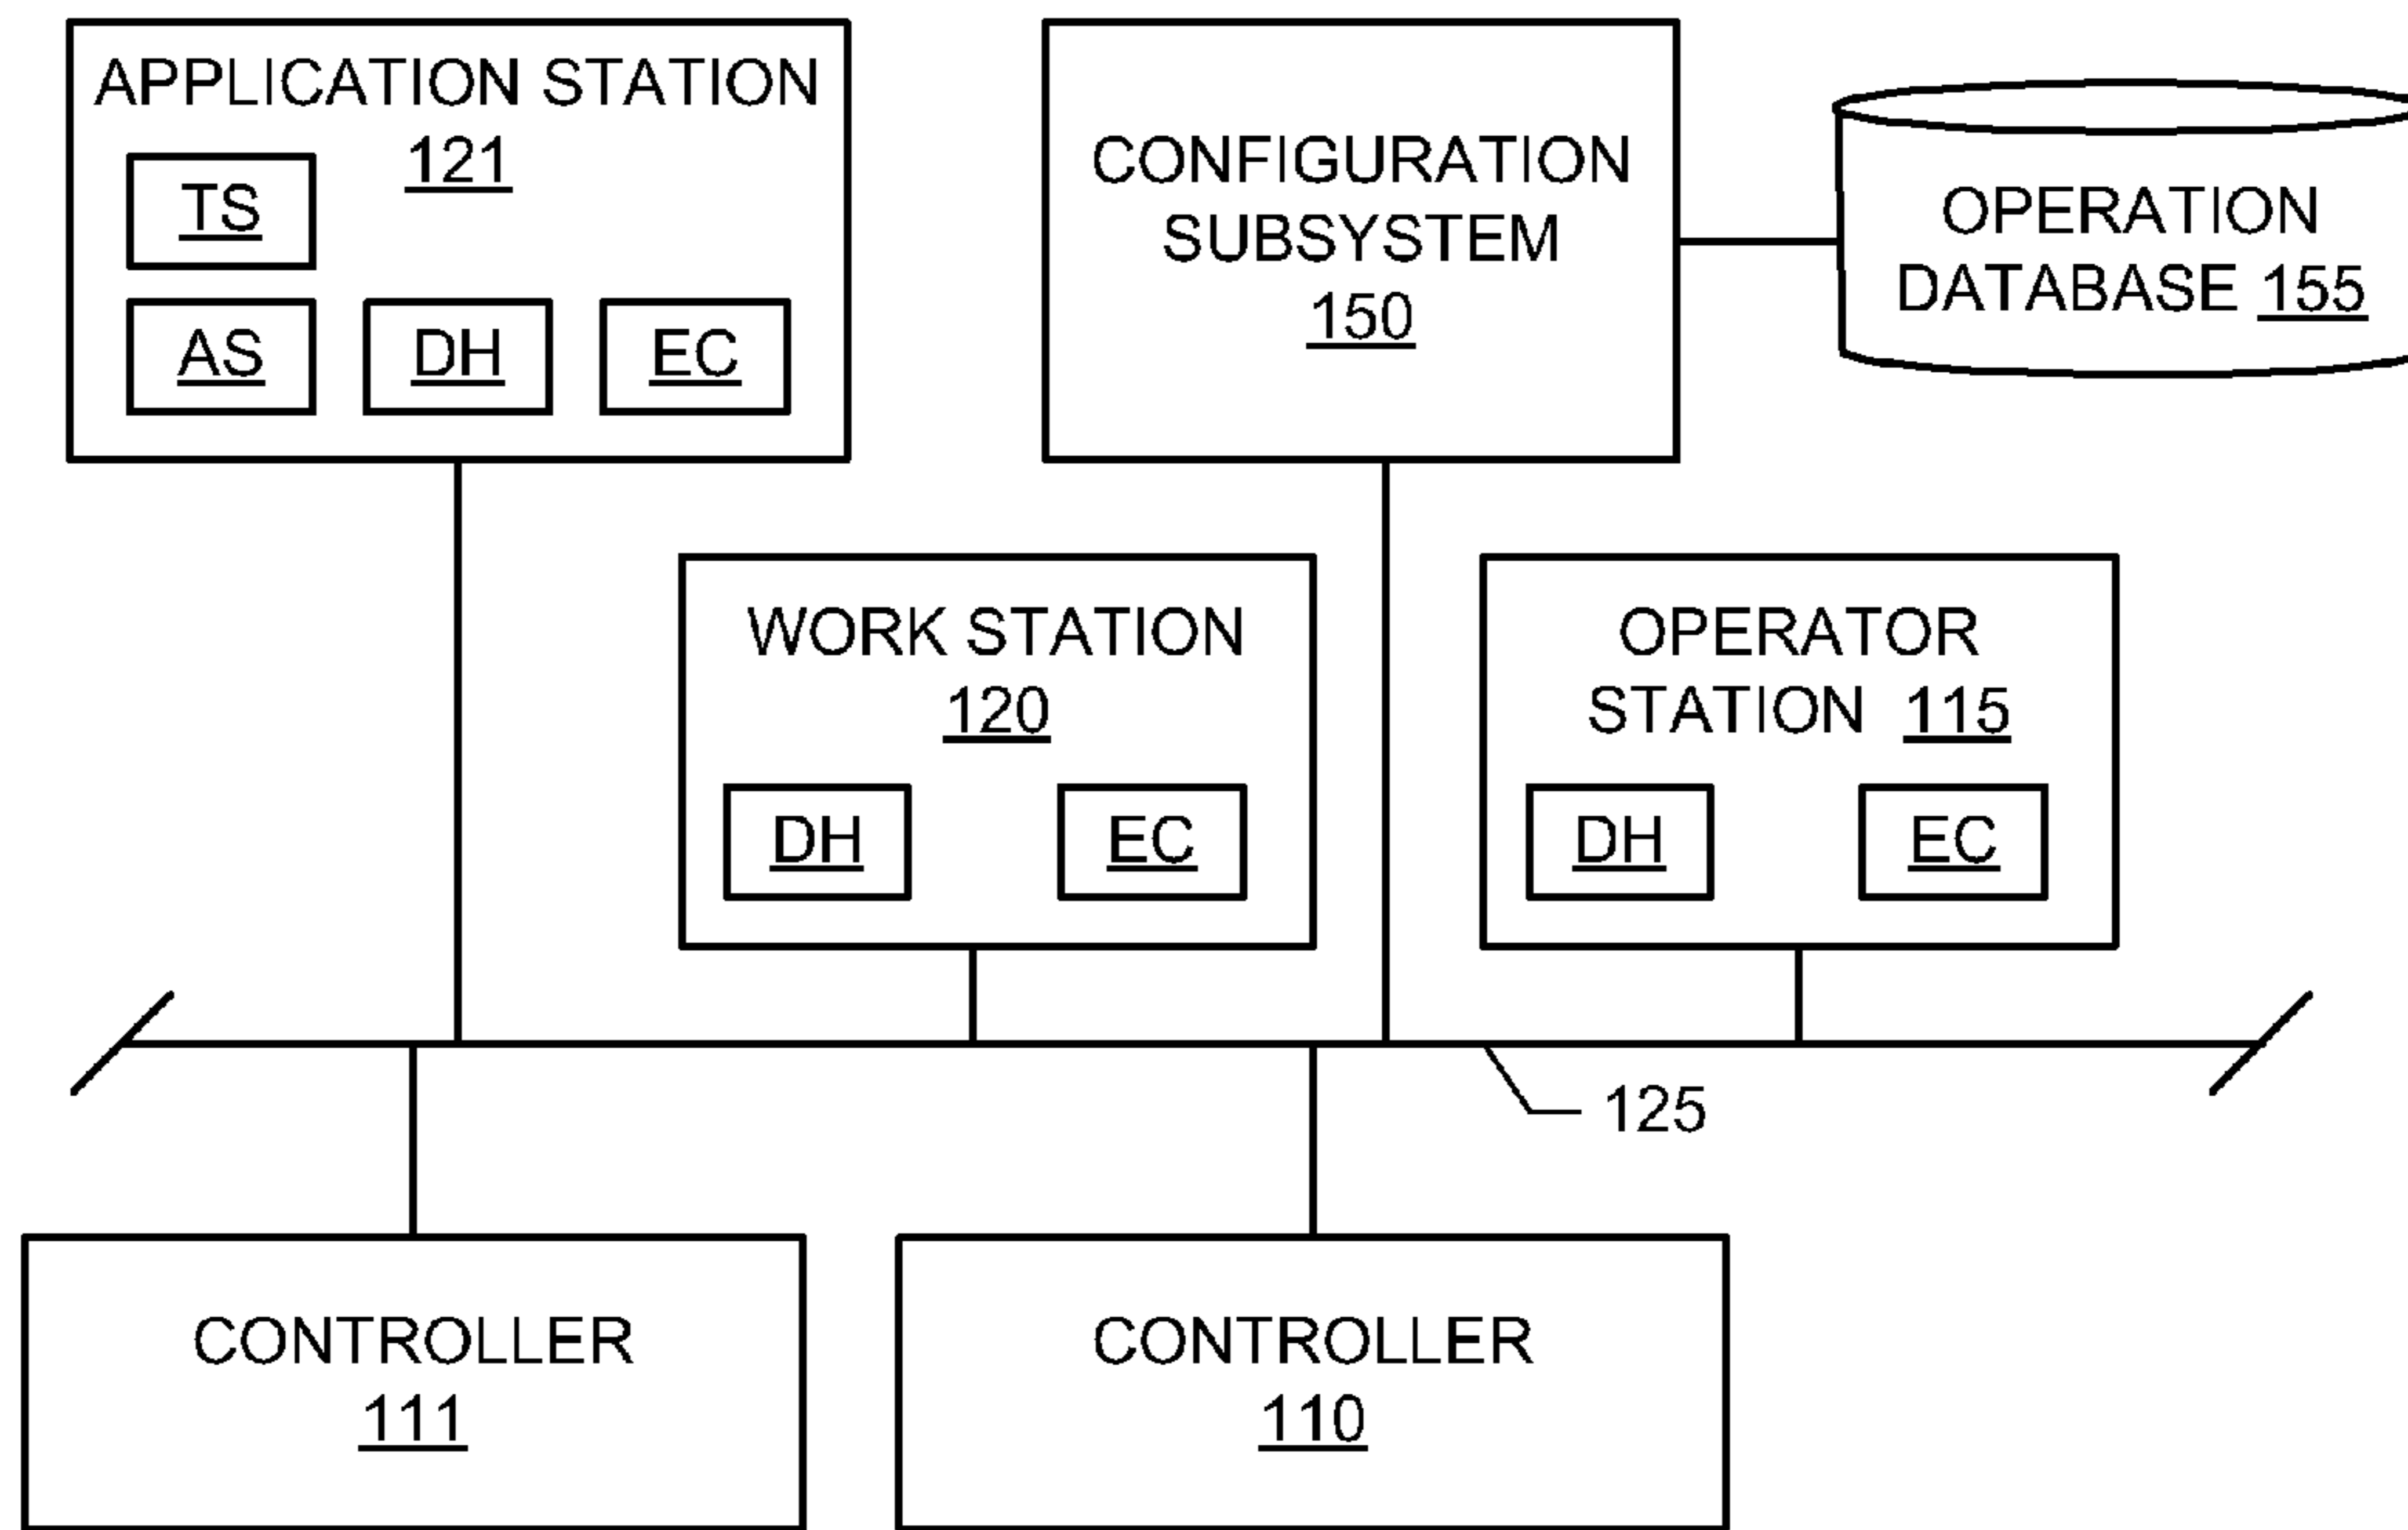 APPLICATION STATION
121
TS
AS DH EC
CONFIGURATION
SUBSYSTEM
150
OPERATION
DATABASE 155
WORK STATION
120
DH EC
OPERATOR
STATION 115
DH EC
125
CONTROLLER
111
CONTROLLER
110